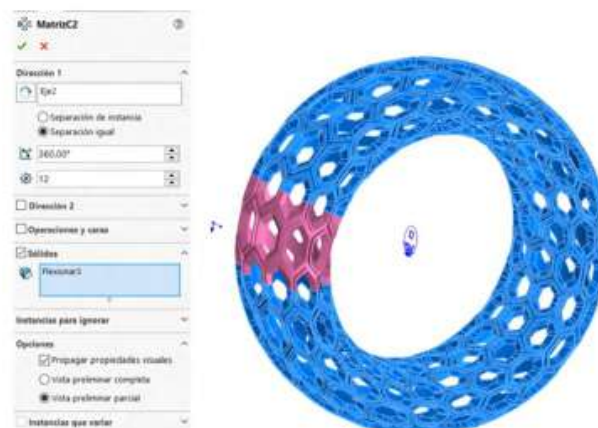 MatrizC2
Dirección 1
Eje2
Separación de instancia
Separación igual
360.00°
12
Dirección 2
Operaciones y caras
Sólidos
Flexionar3
Instancias para ignorar
Opciones
Propagar propiedades visuales
Vista preliminar completa
Vista preliminar parcial
Instancias que variar